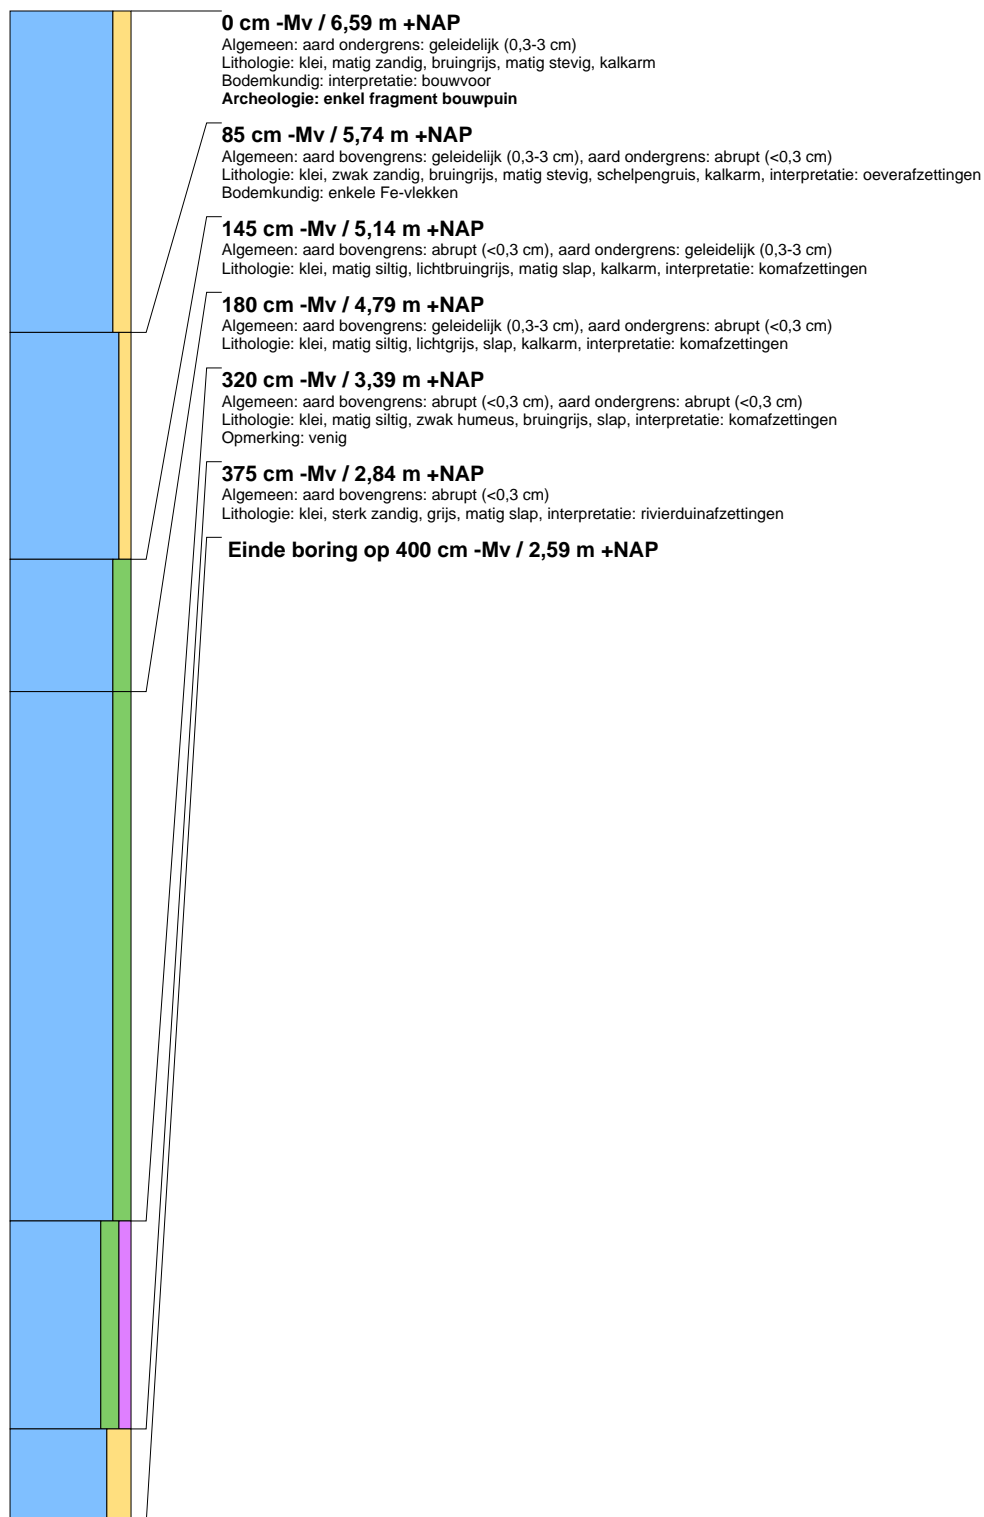 0 cm -Mv / 6,59 m +NAP
Algemeen: aard ondergrens: geleidelijk (0,3-3 cm)
Lithologie: klei, matig zandig, bruingrijs, matig stevig, kalkarm
Bodemkundig: interpretatie: bouwvoor
Archeologie: enkel fragment bouwpuin
85 cm -Mv / 5,74 m +NAP
Algemeen: aard bovengrens: geleidelijk (0,3-3 cm), aard ondergrens: abrupt (<0,3 cm)
Lithologie: klei, zwak zandig, bruingrijs, matig stevig, schelpengruis, kalkarm, interpretatie: oeverafzettingen
Bodemkundig: enkele Fe-vlekken
145 cm -Mv / 5,14 m +NAP
Algemeen: aard bovengrens: abrupt (<0,3 cm), aard ondergrens: geleidelijk (0,3-3 cm)
Lithologie: klei, matig siltig, lichtbruingrijs, matig slap, kalkarm, interpretatie: komafzettingen
180 cm -Mv / 4,79 m +NAP
Algemeen: aard bovengrens: geleidelijk (0,3-3 cm), aard ondergrens: abrupt (<0,3 cm)
Lithologie: klei, matig siltig, lichtgrijs, slap, kalkarm, interpretatie: komafzettingen
320 cm -Mv / 3,39 m +NAP
Algemeen: aard bovengrens: abrupt (<0,3 cm), aard ondergrens: abrupt (<0,3 cm)
Lithologie: klei, matig siltig, zwak humeus, bruingrijs, slap, interpretatie: komafzettingen
Opmerking: venig
375 cm -Mv / 2,84 m +NAP
Algemeen: aard bovengrens: abrupt (<0,3 cm)
Lithologie: klei, sterk zandig, grijs, matig slap, interpretatie: rivierduinafzettingen
Einde boring op 400 cm -Mv / 2,59 m +NAP